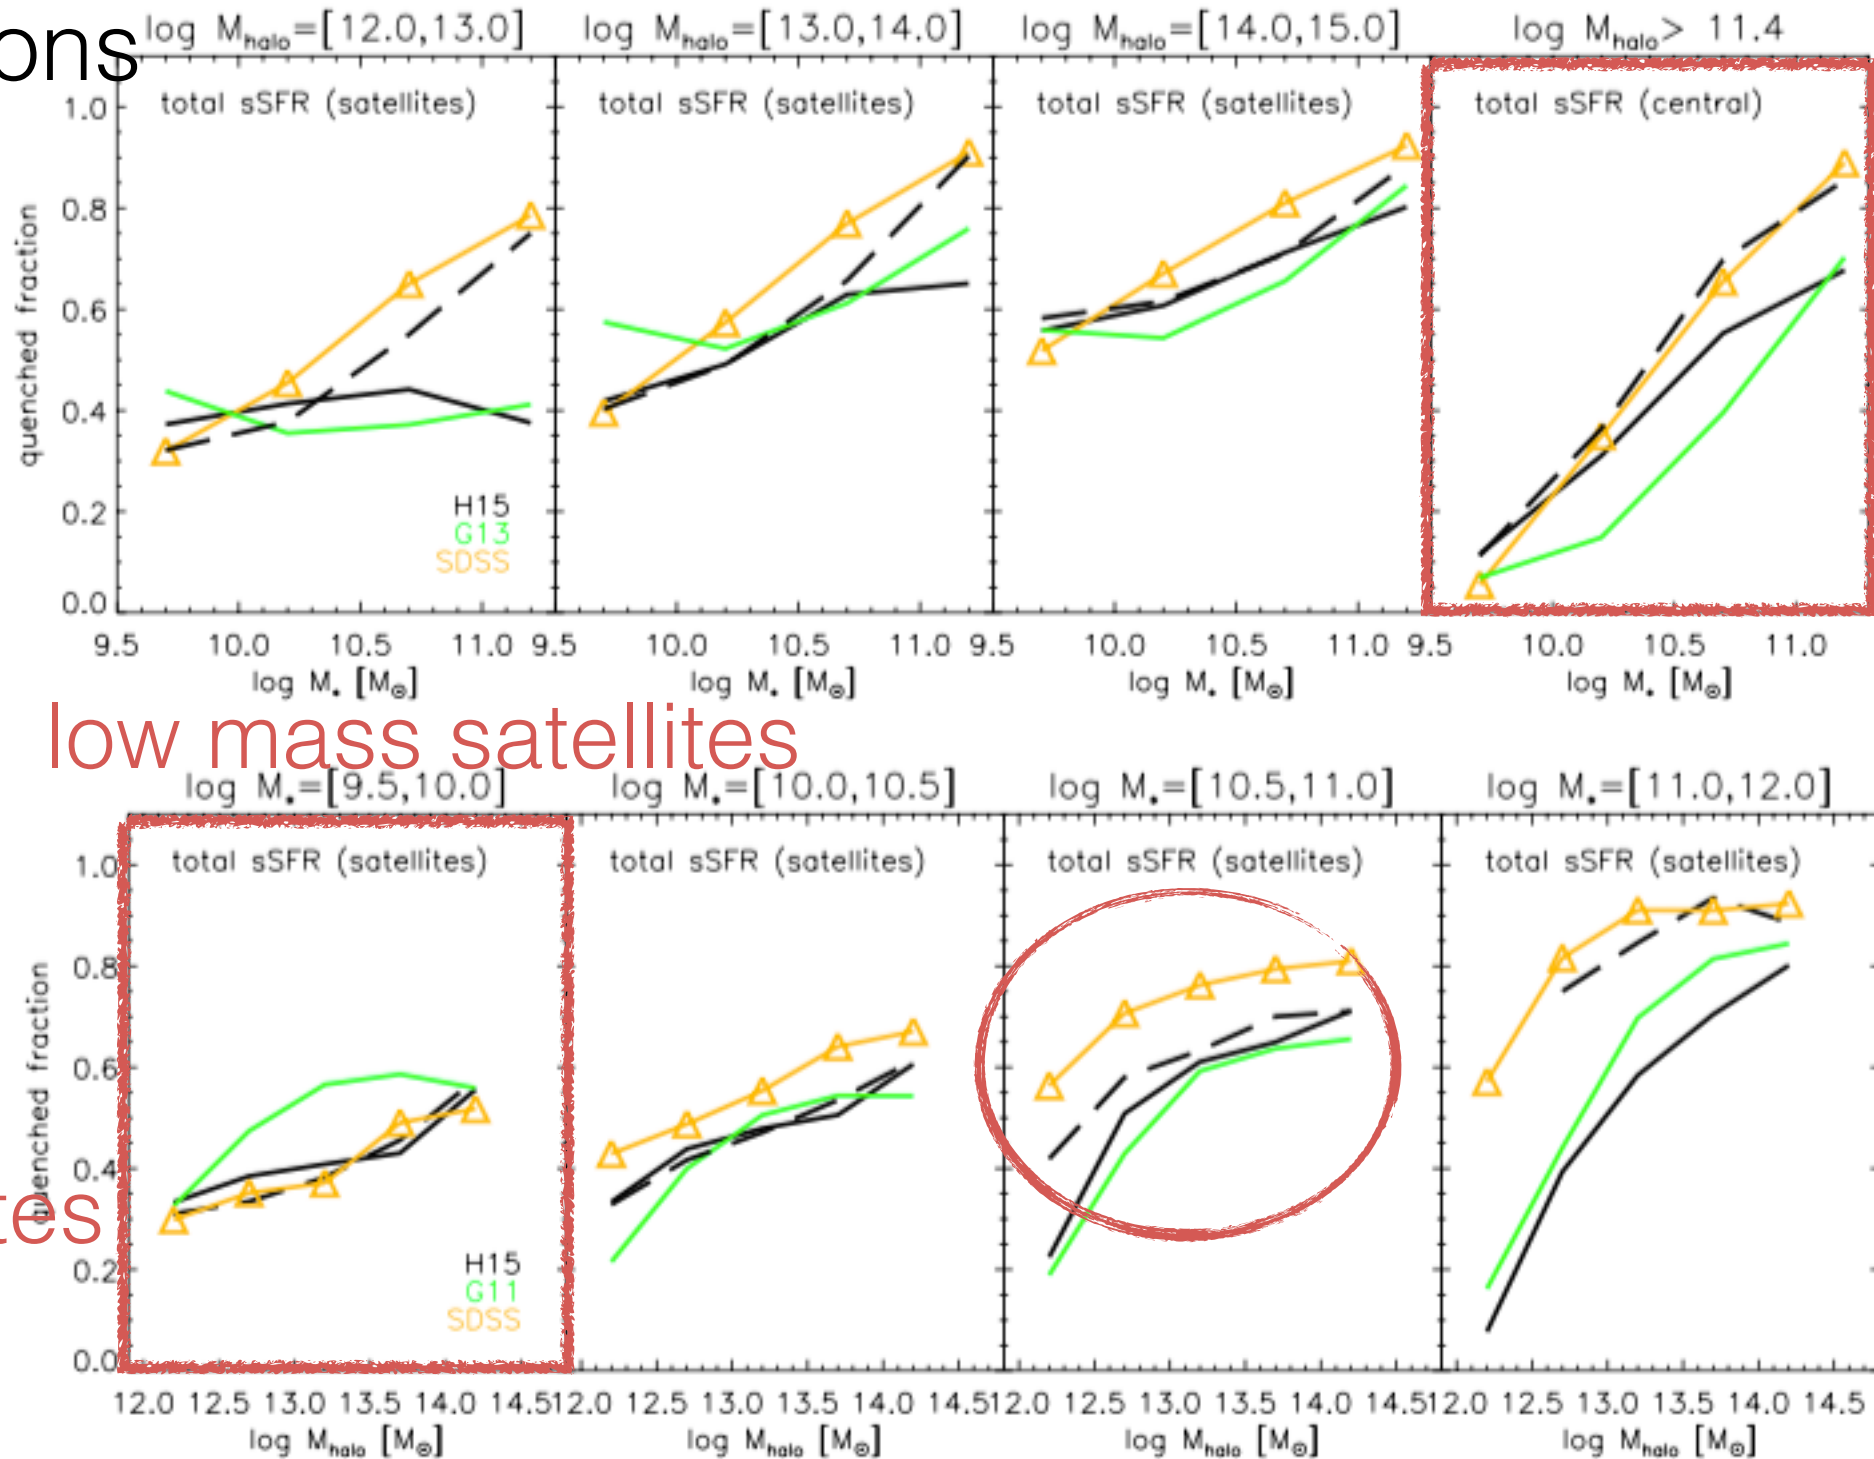 ons
log M_halo=[12.0,13.0] log M_halo=[13.0,14.0] log M_halo=[14.0,15.0] log M_halo> 11.4
total sSFR (satellites) total sSFR (satellites) total sSFR (satellites) total sSFR (central)
quenched fraction
1.0
0.8
0.6
0.4
0.2
0.0
H15
G13
SDSS
9.5 10.0 10.5 11.0 9.5 10.0 10.5 11.0 9.5 10.0 10.5 11.0 9.5 10.0 10.5 11.0
log M* [M⊙] log M* [M⊙] log M* [M⊙] log M* [M⊙]
low mass satellites
log M*=[9.5,10.0] log M*=[10.0,10.5] log M*=[10.5,11.0] log M*=[11.0,12.0]
total sSFR (satellites) total sSFR (satellites) total sSFR (satellites) total sSFR (satellites)
quenched fraction
1.0
0.8
0.6
0.4
tes
0.2
0.0
H15
G11
SDSS
12.0 12.5 13.0 13.5 14.0 14.5 12.0 12.5 13.0 13.5 14.0 14.5 12.0 12.5 13.0 13.5 14.0 14.5 12.0 12.5 13.0 13.5 14.0 14.5
log M_halo [M⊙] log M_halo [M⊙] log M_halo [M⊙] log M_halo [M⊙]